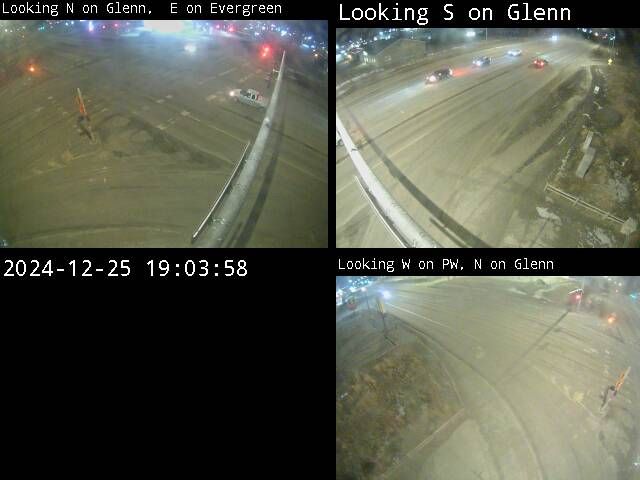 Looking N on Glenn,  E on Evergreen
Looking S on Glenn
2024-12-25 19:03:58
Looking W on PW, N on Glenn